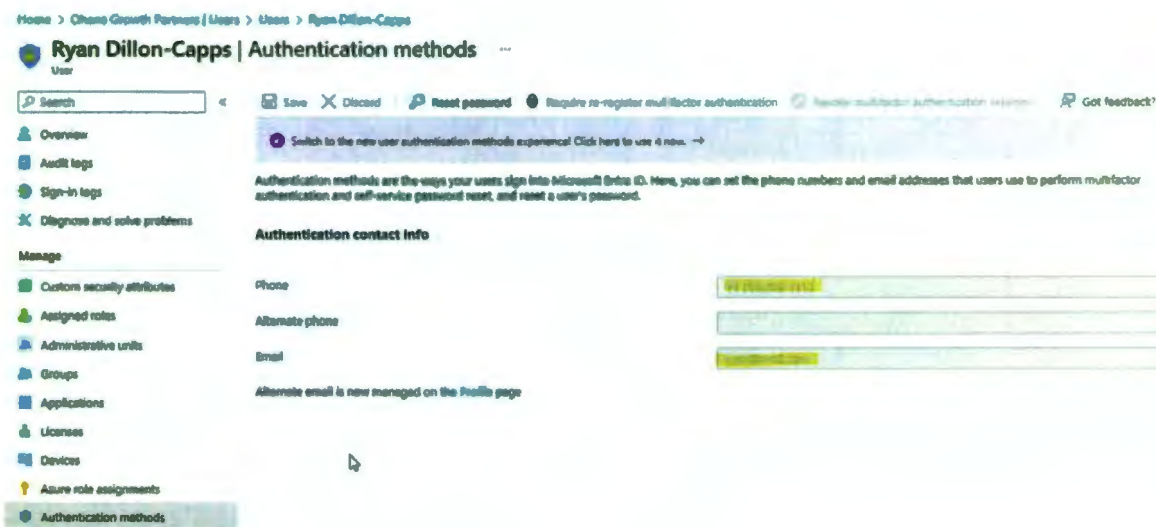 Home > Ohana Growth Partners | Users > Users > Ryan Dillon-Capps
Ryan Dillon-Capps | Authentication methods ...
User
Search «
Save Discard Reset password Require re-register multifactor authentication Revoke multifactor authentication sessions Got feedback?
Overview
Switch to the new user authentication methods experience! Click here to use it now. →
Audit logs
Sign-in logs
Authentication methods are the ways your users sign into Microsoft Entra ID. Here, you can set the phone numbers and email addresses that users use to perform multifactor
authentication and self-service password reset, and reset a user's password.
Diagnose and solve problems
Authentication contact info
Manage
Custom security attributes
Phone
Assigned roles
Alternate phone
Administrative units
Email
Groups
Alternate email is now managed on the Profile page
Applications
Licenses
Devices
Azure role assignments
Authentication methods